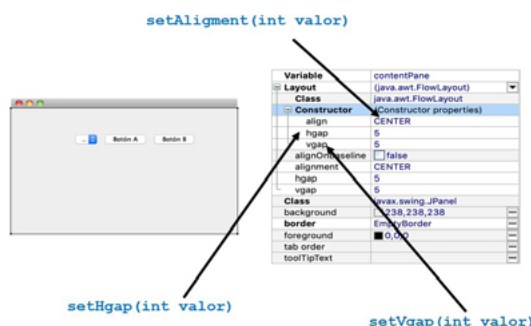 setAligment(int valor)
Variable contentPane
Layout (java.awt.FlowLayout)
Class java.awt.FlowLayout
Constructor (Constructor properties)
align CENTER
hgap 5
vgap 5
alignOnBaseline false
alignment CENTER
hgap 5
vgap 5
Class javax.swing.JPanel
background 238,238,238
border EmptyBorder
foreground 0,0,0
tab order
toolTipText
... Botón A Botón B
setHgap(int valor)
setVgap(int valor)